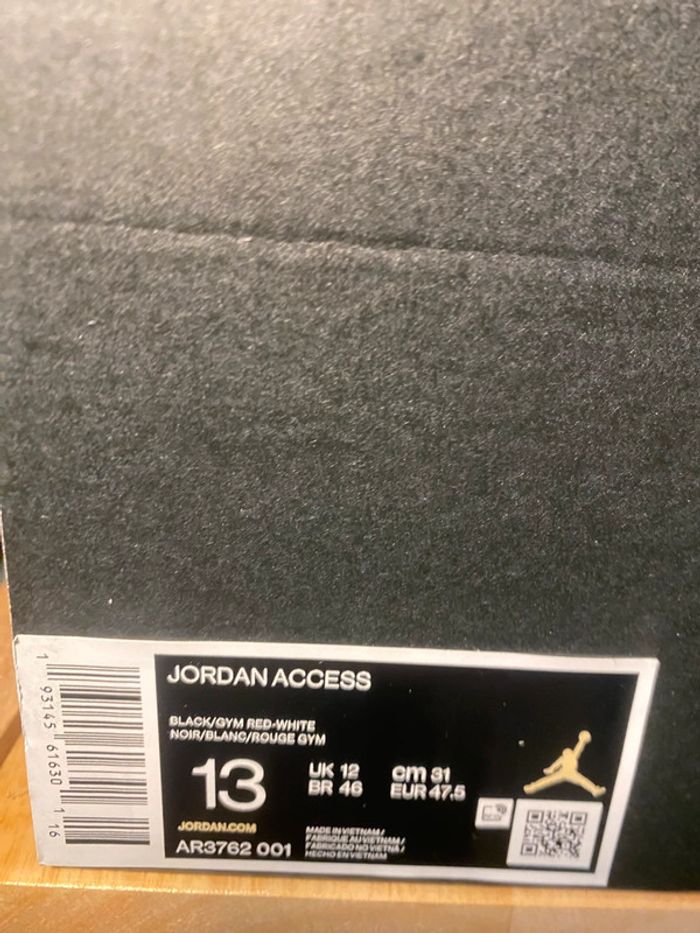 JORDAN ACCESS
BLACK/GYM RED-WHITE
NOIR/BLANC/ROUGE GYM
13
UK 12
BR 46
cm 31
EUR 47.5
JORDAN.COM
AR3762 001
MADE IN VIETNAM/
FABRIQUE AU VIETNAM/
FABRICADO NO VIETNÃ/
HECHO EN VIETNAM
1 93145 61630 1 16